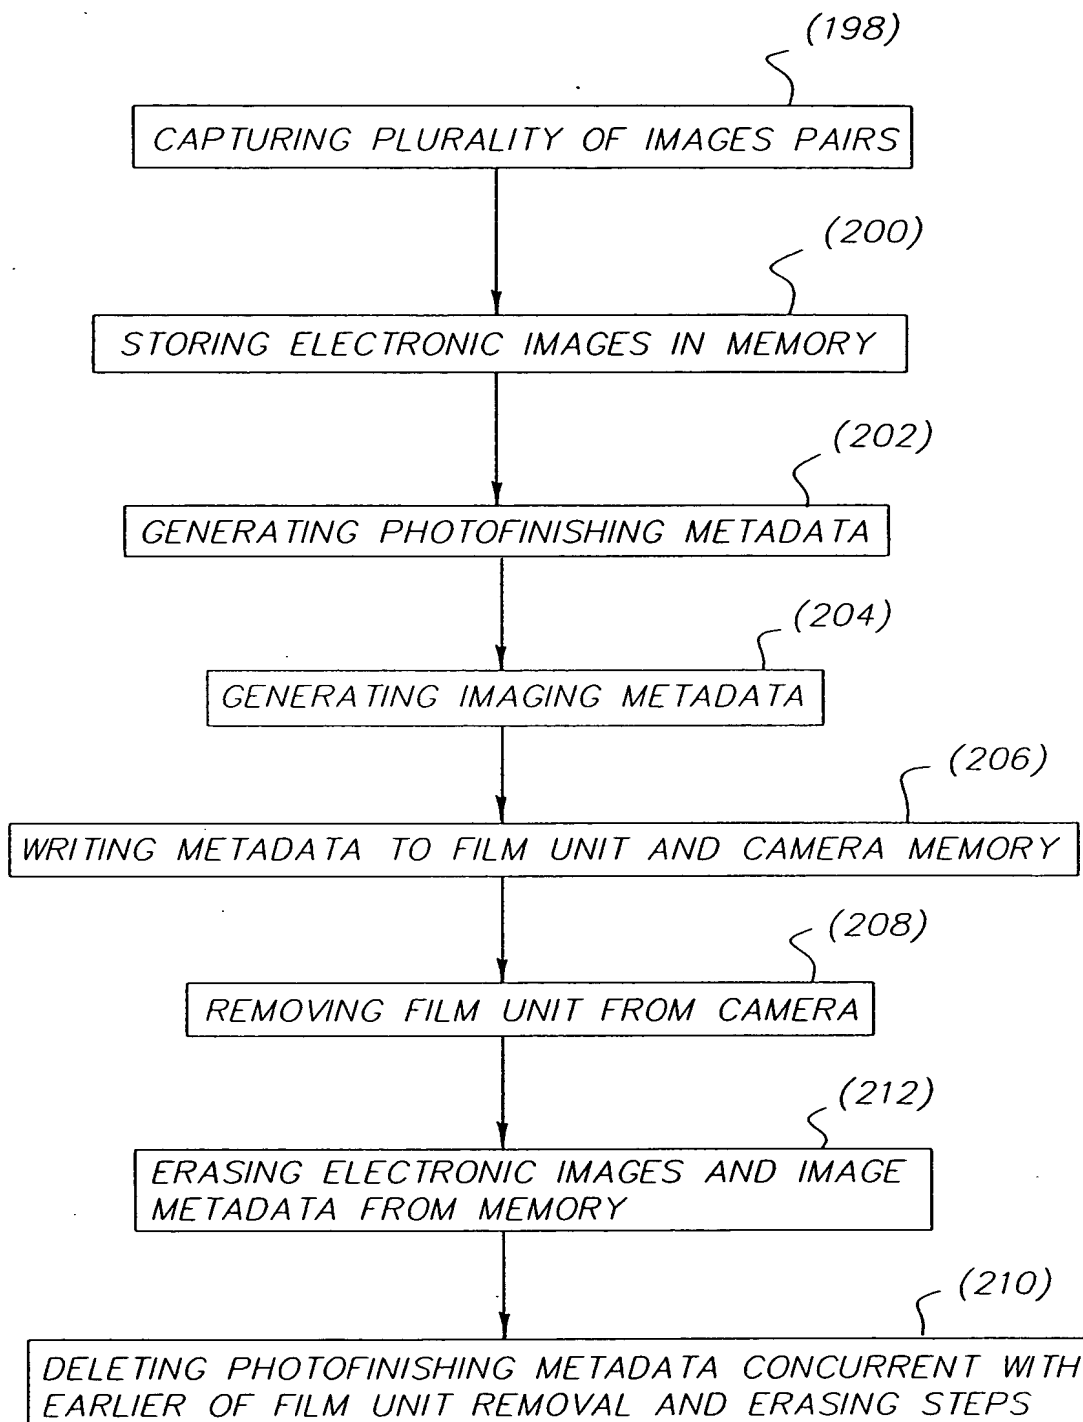 (198)
CAPTURING PLURALITY OF IMAGES PAIRS
(200)
STORING ELECTRONIC IMAGES IN MEMORY
(202)
GENERATING PHOTOFINISHING METADATA
(204)
GENERATING IMAGING METADATA
(206)
WRITING METADATA TO FILM UNIT AND CAMERA MEMORY
(208)
REMOVING FILM UNIT FROM CAMERA
(212)
ERASING ELECTRONIC IMAGES AND IMAGE
METADATA FROM MEMORY
(210)
DELETING PHOTOFINISHING METADATA CONCURRENT WITH
EARLIER OF FILM UNIT REMOVAL AND ERASING STEPS